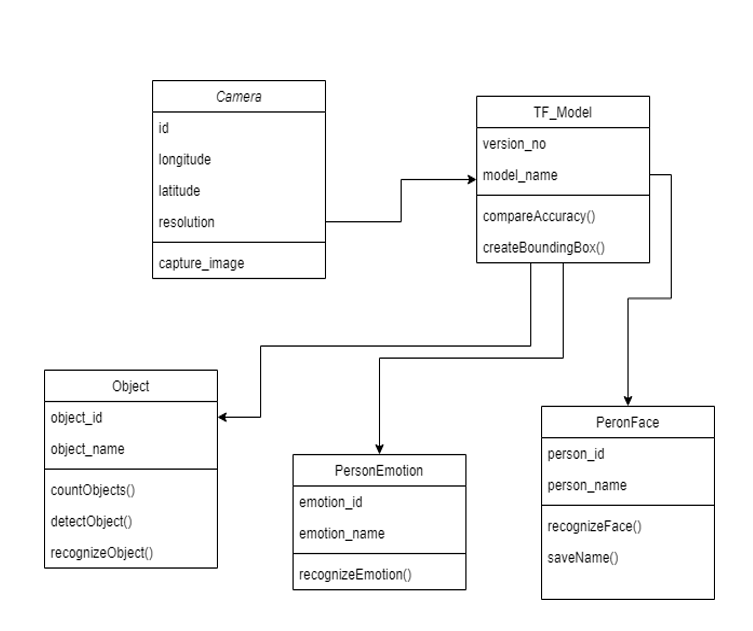 Camera
id
longitude
latitude
resolution
capture_image
TF_Model
version_no
model_name
compareAccuracy()
createBoundingBox()
Object
object_id
object_name
countObjects()
detectObject()
recognizeObject()
PersonEmotion
emotion_id
emotion_name
recognizeEmotion()
PeronFace
person_id
person_name
recognizeFace()
saveName()